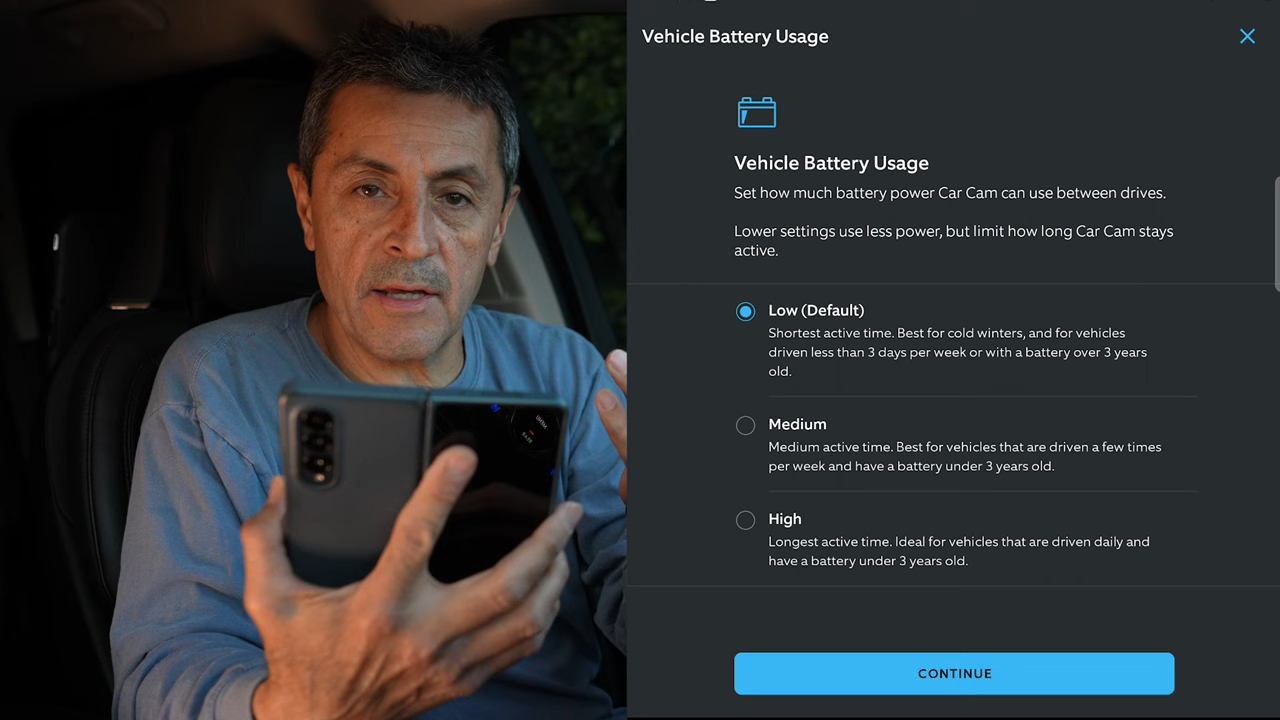 Vehicle Battery Usage
Vehicle Battery Usage
Set how much battery power Car Cam can use between drives.
Lower settings use less power, but limit how long Car Cam stays
active.
Low (Default)
Shortest active time. Best for cold winters, and for vehicles
driven less than 3 days per week or with a battery over 3 years
old.
Medium
Medium active time. Best for vehicles that are driven a few times
per week and have a battery under 3 years old.
High
Longest active time. Ideal for vehicles that are driven daily and
have a battery under 3 years old.
CONTINUE